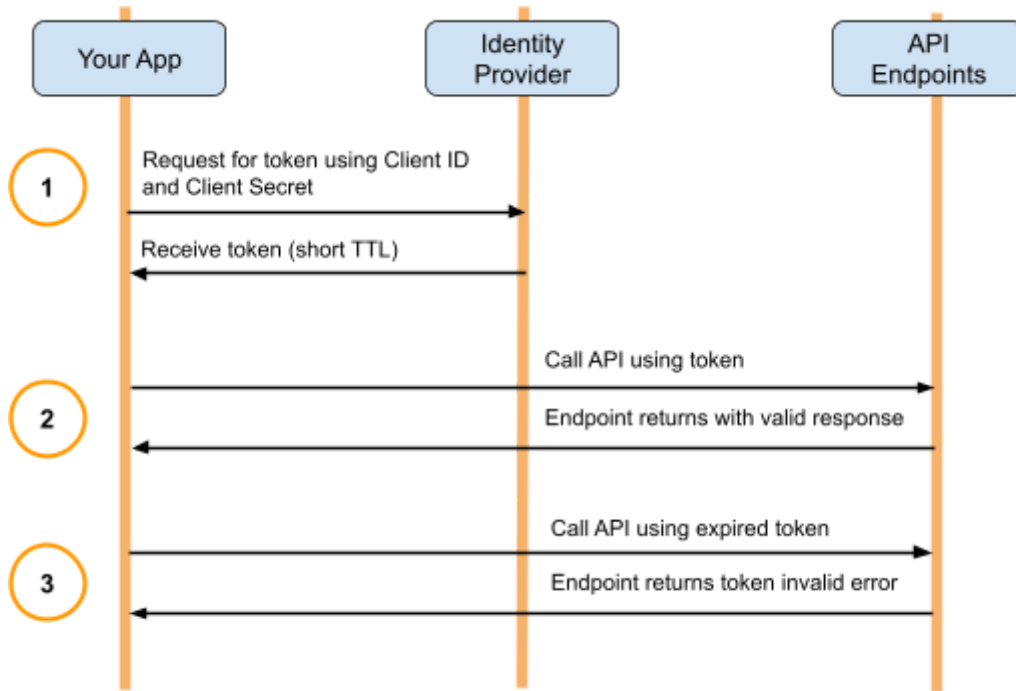 Your App
Identity
Provider
API
Endpoints
1
Request for token using Client ID
and Client Secret
Receive token (short TTL)
2
Call API using token
Endpoint returns with valid response
3
Call API using expired token
Endpoint returns token invalid error